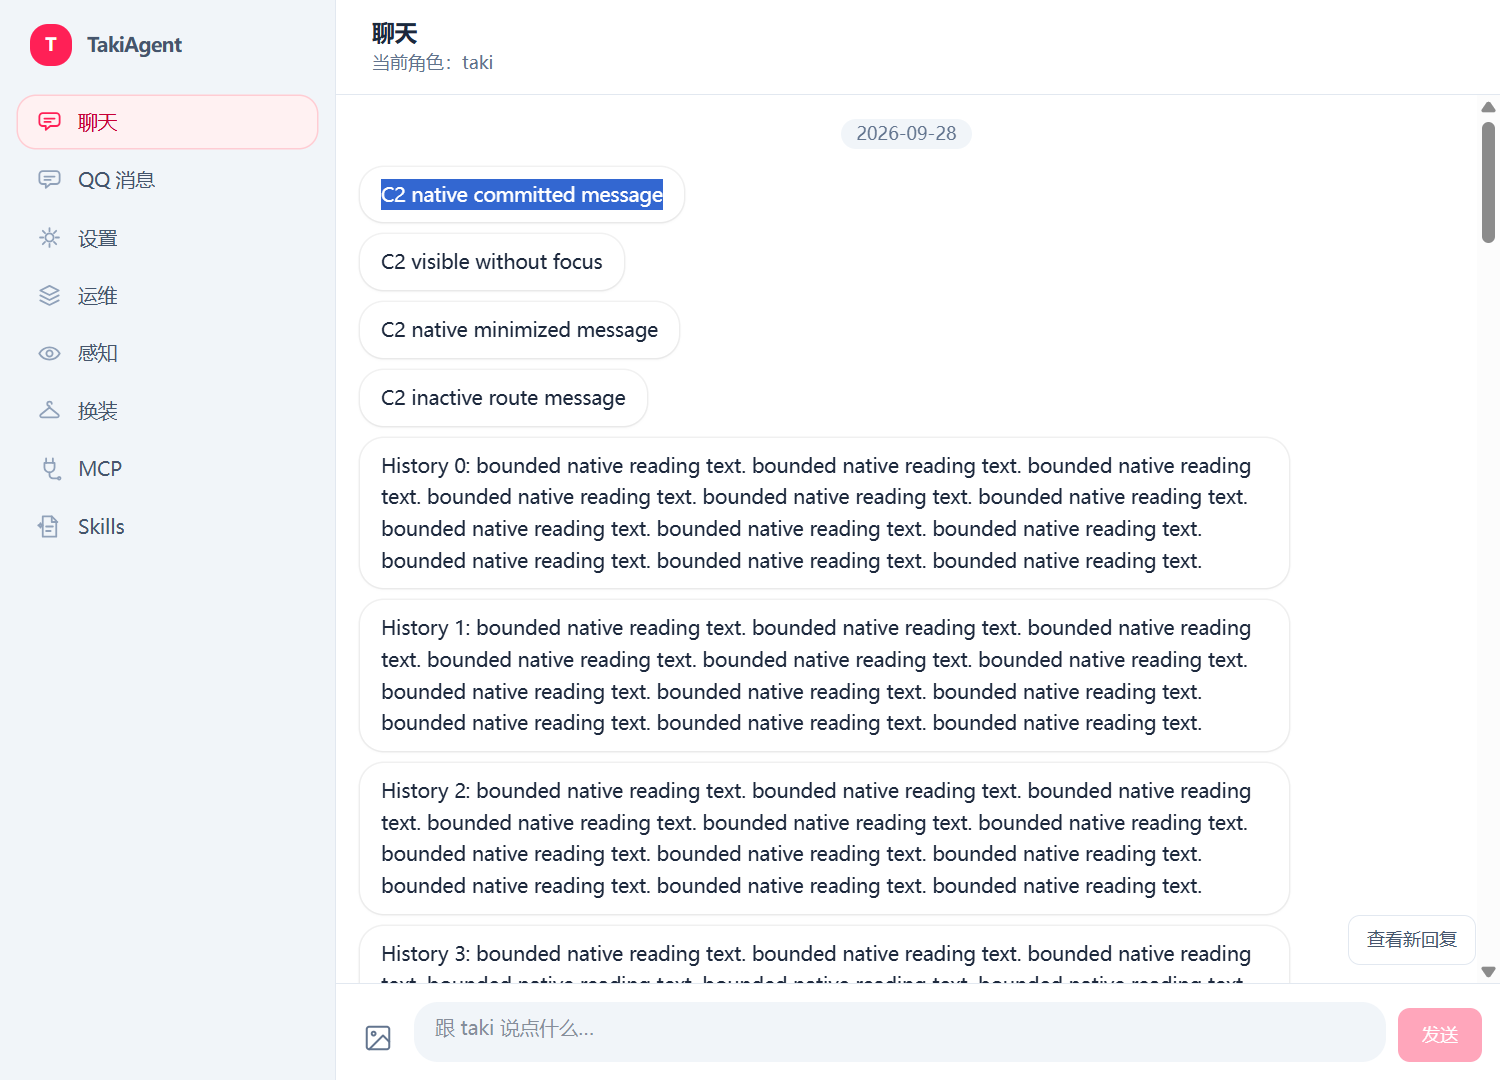 T
TakiAgent
聊天
QQ 消息
设置
运维
感知
换装
MCP
Skills
聊天
当前角色：taki
2026-09-28
C2 native committed message
C2 visible without focus
C2 native minimized message
C2 inactive route message
History 0: bounded native reading text. bounded native reading text. bounded native reading
text. bounded native reading text. bounded native reading text. bounded native reading text.
bounded native reading text. bounded native reading text. bounded native reading text.
bounded native reading text. bounded native reading text. bounded native reading text.
History 1: bounded native reading text. bounded native reading text. bounded native reading
text. bounded native reading text. bounded native reading text. bounded native reading text.
bounded native reading text. bounded native reading text. bounded native reading text.
bounded native reading text. bounded native reading text. bounded native reading text.
History 2: bounded native reading text. bounded native reading text. bounded native reading
text. bounded native reading text. bounded native reading text. bounded native reading text.
bounded native reading text. bounded native reading text. bounded native reading text.
bounded native reading text. bounded native reading text. bounded native reading text.
History 3: bounded native reading text. bounded native reading text. bounded native reading
查看新回复
跟 taki 说点什么...
发送